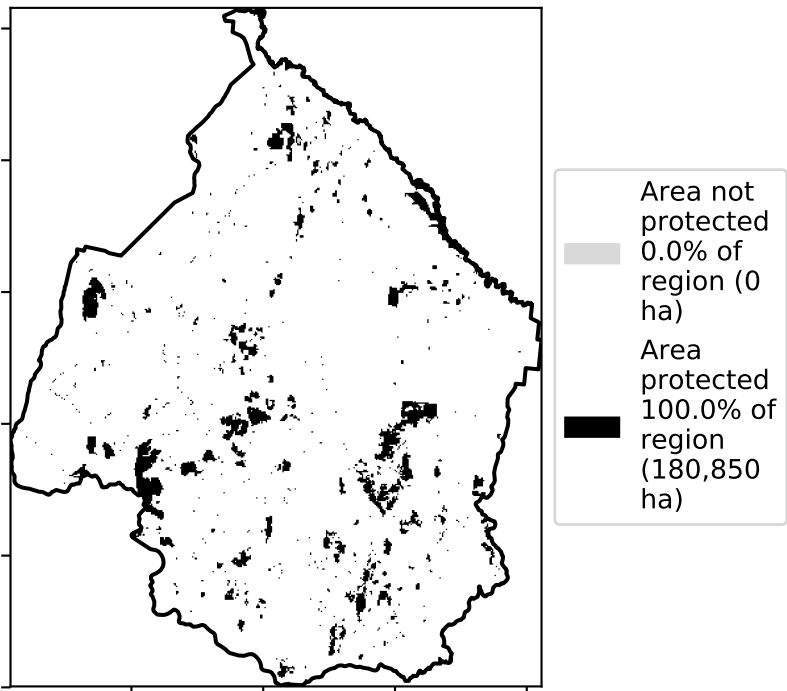 Area not
protected
0.0% of
region (0
ha)
Area
protected
100.0% of
region
(180,850
ha)